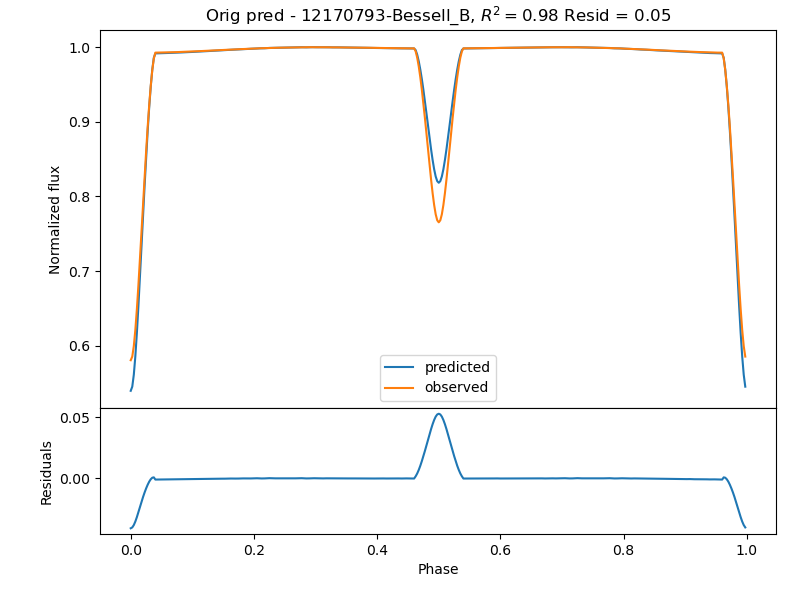 Orig pred - 12170793-Bessell_B, R² = 0.98 Resid = 0.05
1.0
0.9
0.8
0.7
0.6
Normalized flux
predicted
observed
0.05
0.00
Residuals
0.0 0.2 0.4 0.6 0.8 1.0
Phase